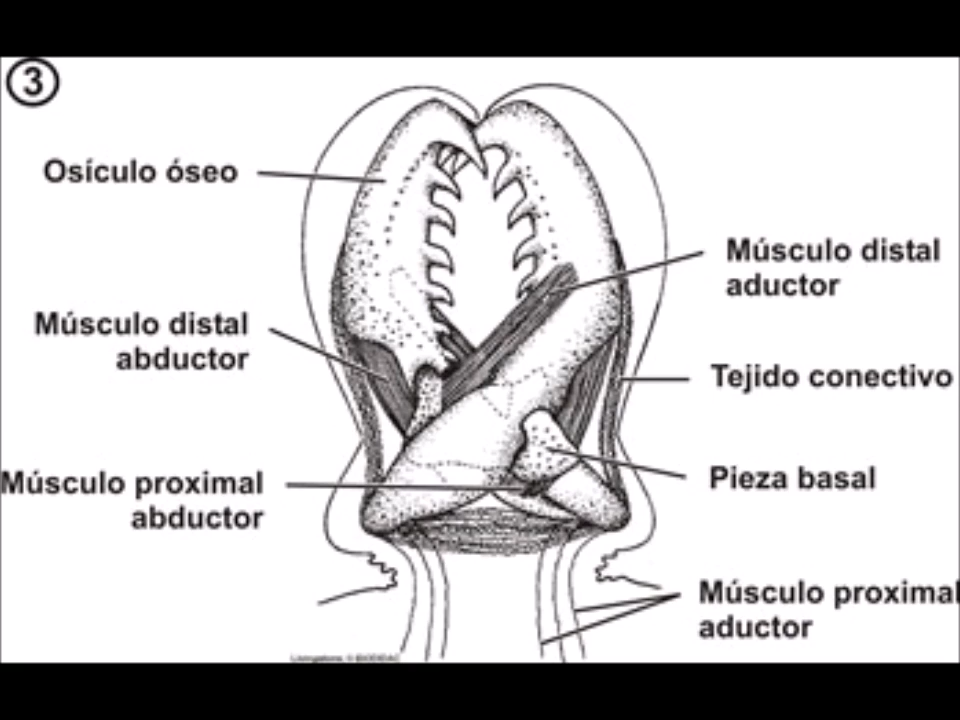 3
Osículo óseo
Músculo distal
aductor
Músculo distal
abductor
Tejido conectivo
Músculo proximal
abductor
Pieza basal
Músculo proximal
aductor
© BIODIDAC